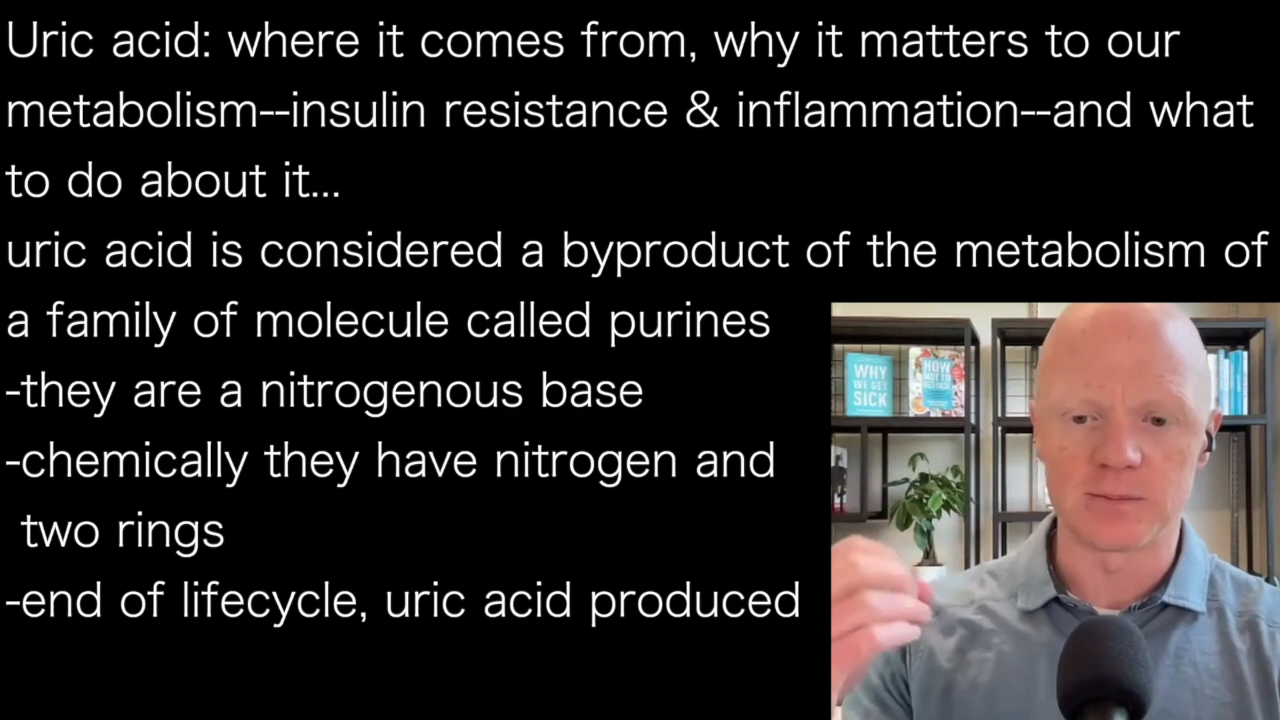 Uric acid: where it comes from, why it matters to our
metabolism--insulin resistance & inflammation--and what
to do about it...
uric acid is considered a byproduct of the metabolism of
a family of molecule called purines
-they are a nitrogenous base
-chemically they have nitrogen and
two rings
-end of lifecycle, uric acid produced
WHY
WE GET
SICK
HOW
NOT TO